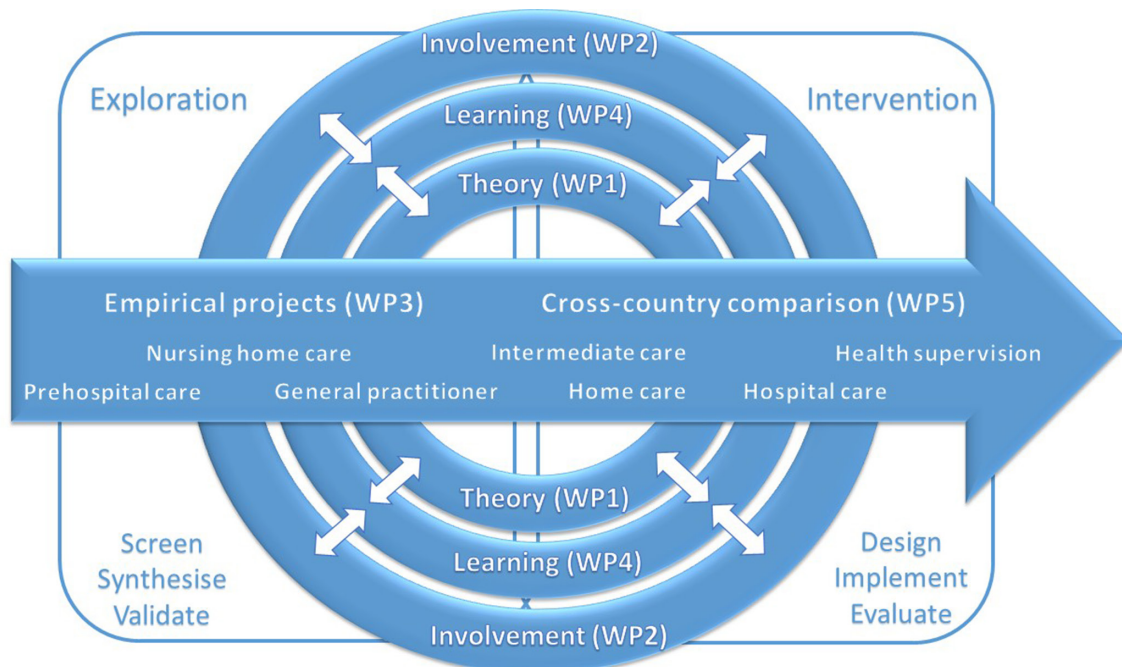 Involvement (WP2)
Exploration
Intervention
Learning (WP4)
Theory (WP1)
Empirical projects (WP3)
Cross-country comparison (WP5)
Nursing home care
Intermediate care
Health supervision
Prehospital care
General practitioner
Home care
Hospital care
Theory (WP1)
Screen
Synthesise
Validate
Learning (WP4)
Design
Implement
Evaluate
Involvement (WP2)